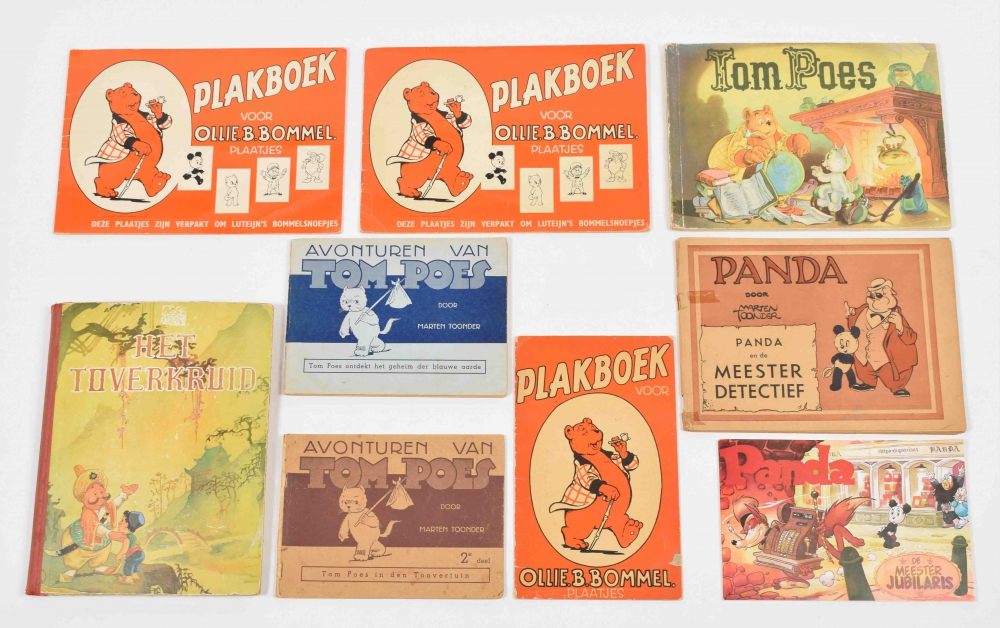 PLAKBOEK
VOOR
OLLIE.B.BOMMEL.
PLAATJES
DEZE PLAATJES ZIJN VERPAKT OM LUTEIJN'S BOMMELSNOEPJES
PLAKBOEK
VOOR
OLLIE.B.BOMMEL.
PLAATJES
DEZE PLAATJES ZIJN VERPAKT OM LUTEIJN'S BOMMELSNOEPJES.
TOM POES
HET
TOVERKRUID
AVONTUREN VAN
TOM POES
DOOR
MARTEN TOONDER
Tom Poes ontdekt het geheim der blauwe aarde
AVONTUREN VAN
TOM POES
DOOR
MARTEN TOONDER
2e deel
Tom Poes in den Toovertuin
PLAKBOEK
VOOR
OLLIE.B.BOMMEL.
PLAATJES
PANDA
DOOR
MARTEN
TOONDER
PANDA
en de
MEESTER
DETECTIEF
Panda
PANDA
DE
MEESTER
JUBILARIS